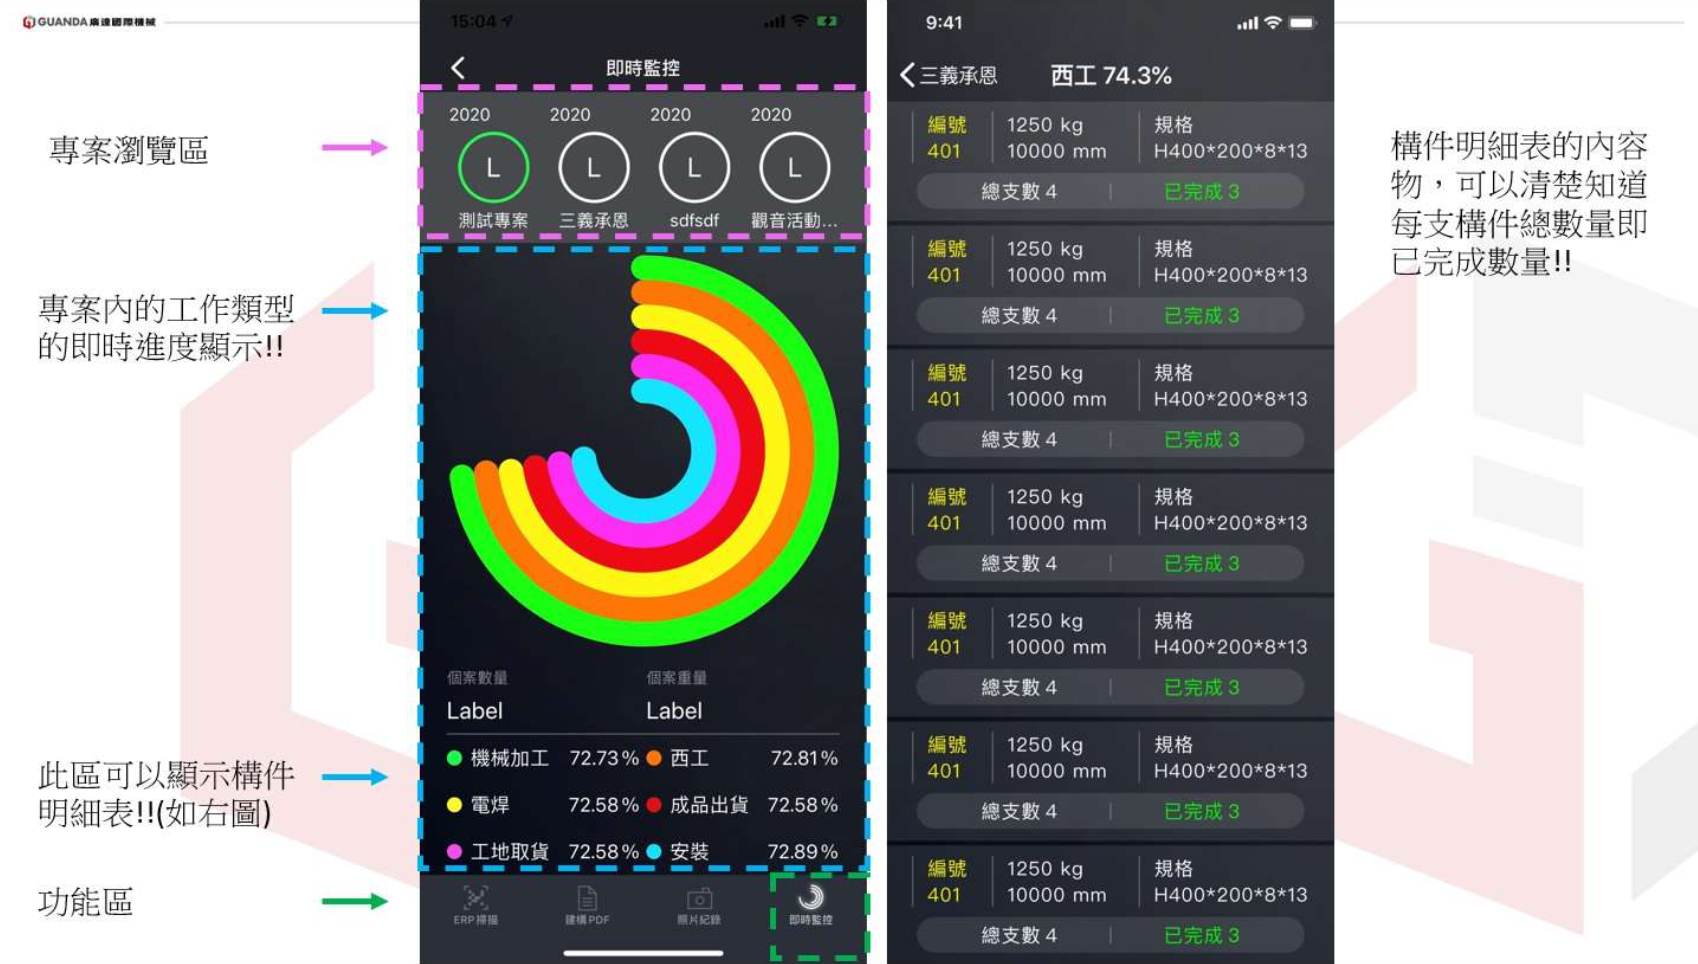 GUANDA 廣達國際機械
專案瀏覽區
專案內的工作類型
的即時進度顯示!!
此區可以顯示構件
明細表!!(如右圖)
功能區
15:04
即時監控
2020 2020 2020 2020
L L L L
測試專案 三義承恩 sdfsdf 觀音活動...
個案數量 個案重量
Label Label
機械加工 72.73% 西工 72.81%
電焊 72.58% 成品出貨 72.58%
工地取貨 72.58% 安裝 72.89%
ERP掃描 建構PDF 照片紀錄 即時監控
9:41
三義承恩 西工 74.3%
編號 1250 kg 規格
401 10000 mm H400*200*8*13
總支數 4 已完成 3
編號 1250 kg 規格
401 10000 mm H400*200*8*13
總支數 4 已完成 3
編號 1250 kg 規格
401 10000 mm H400*200*8*13
總支數 4 已完成 3
編號 1250 kg 規格
401 10000 mm H400*200*8*13
總支數 4 已完成 3
編號 1250 kg 規格
401 10000 mm H400*200*8*13
總支數 4 已完成 3
編號 1250 kg 規格
401 10000 mm H400*200*8*13
總支數 4 已完成 3
編號 1250 kg 規格
401 10000 mm H400*200*8*13
總支數 4 已完成 3
構件明細表的內容
物，可以清楚知道
每支構件總數量即
已完成數量!!